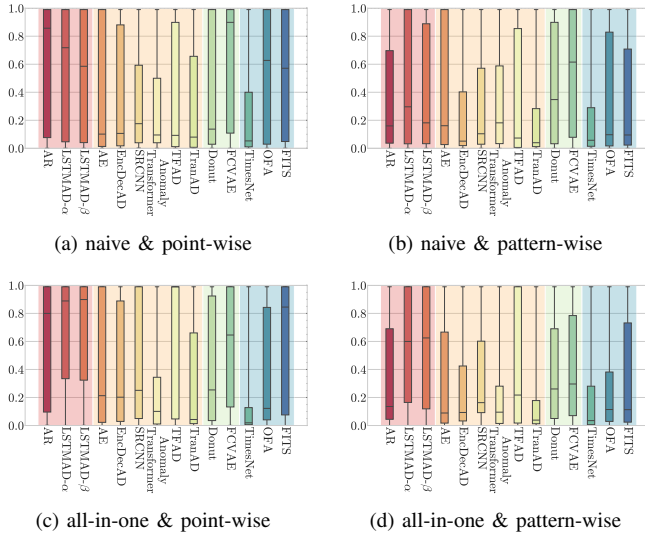 1.0
0.8
0.6
0.4
0.2
0.0
AR
LSTMAD-α
LSTMAD-β
AE
EncDecAD
SRCNN
Transformer
Anomaly
TFAD
TranAD
Donut
FCVAE
TimesNet
OFA
FITS
(a) naive & point-wise
1.0
0.8
0.6
0.4
0.2
0.0
AR
LSTMAD-α
LSTMAD-β
AE
EncDecAD
SRCNN
Transformer
Anomaly
TFAD
TranAD
Donut
FCVAE
TimesNet
OFA
FITS
(b) naive & pattern-wise
1.0
0.8
0.6
0.4
0.2
0.0
AR
LSTMAD-α
LSTMAD-β
AE
EncDecAD
SRCNN
Transformer
Anomaly
TFAD
TranAD
Donut
FCVAE
TimesNet
OFA
FITS
(c) all-in-one & point-wise
1.0
0.8
0.6
0.4
0.2
0.0
AR
LSTMAD-α
LSTMAD-β
AE
EncDecAD
SRCNN
Transformer
Anomaly
TFAD
TranAD
Donut
FCVAE
TimesNet
OFA
FITS
(d) all-in-one & pattern-wise